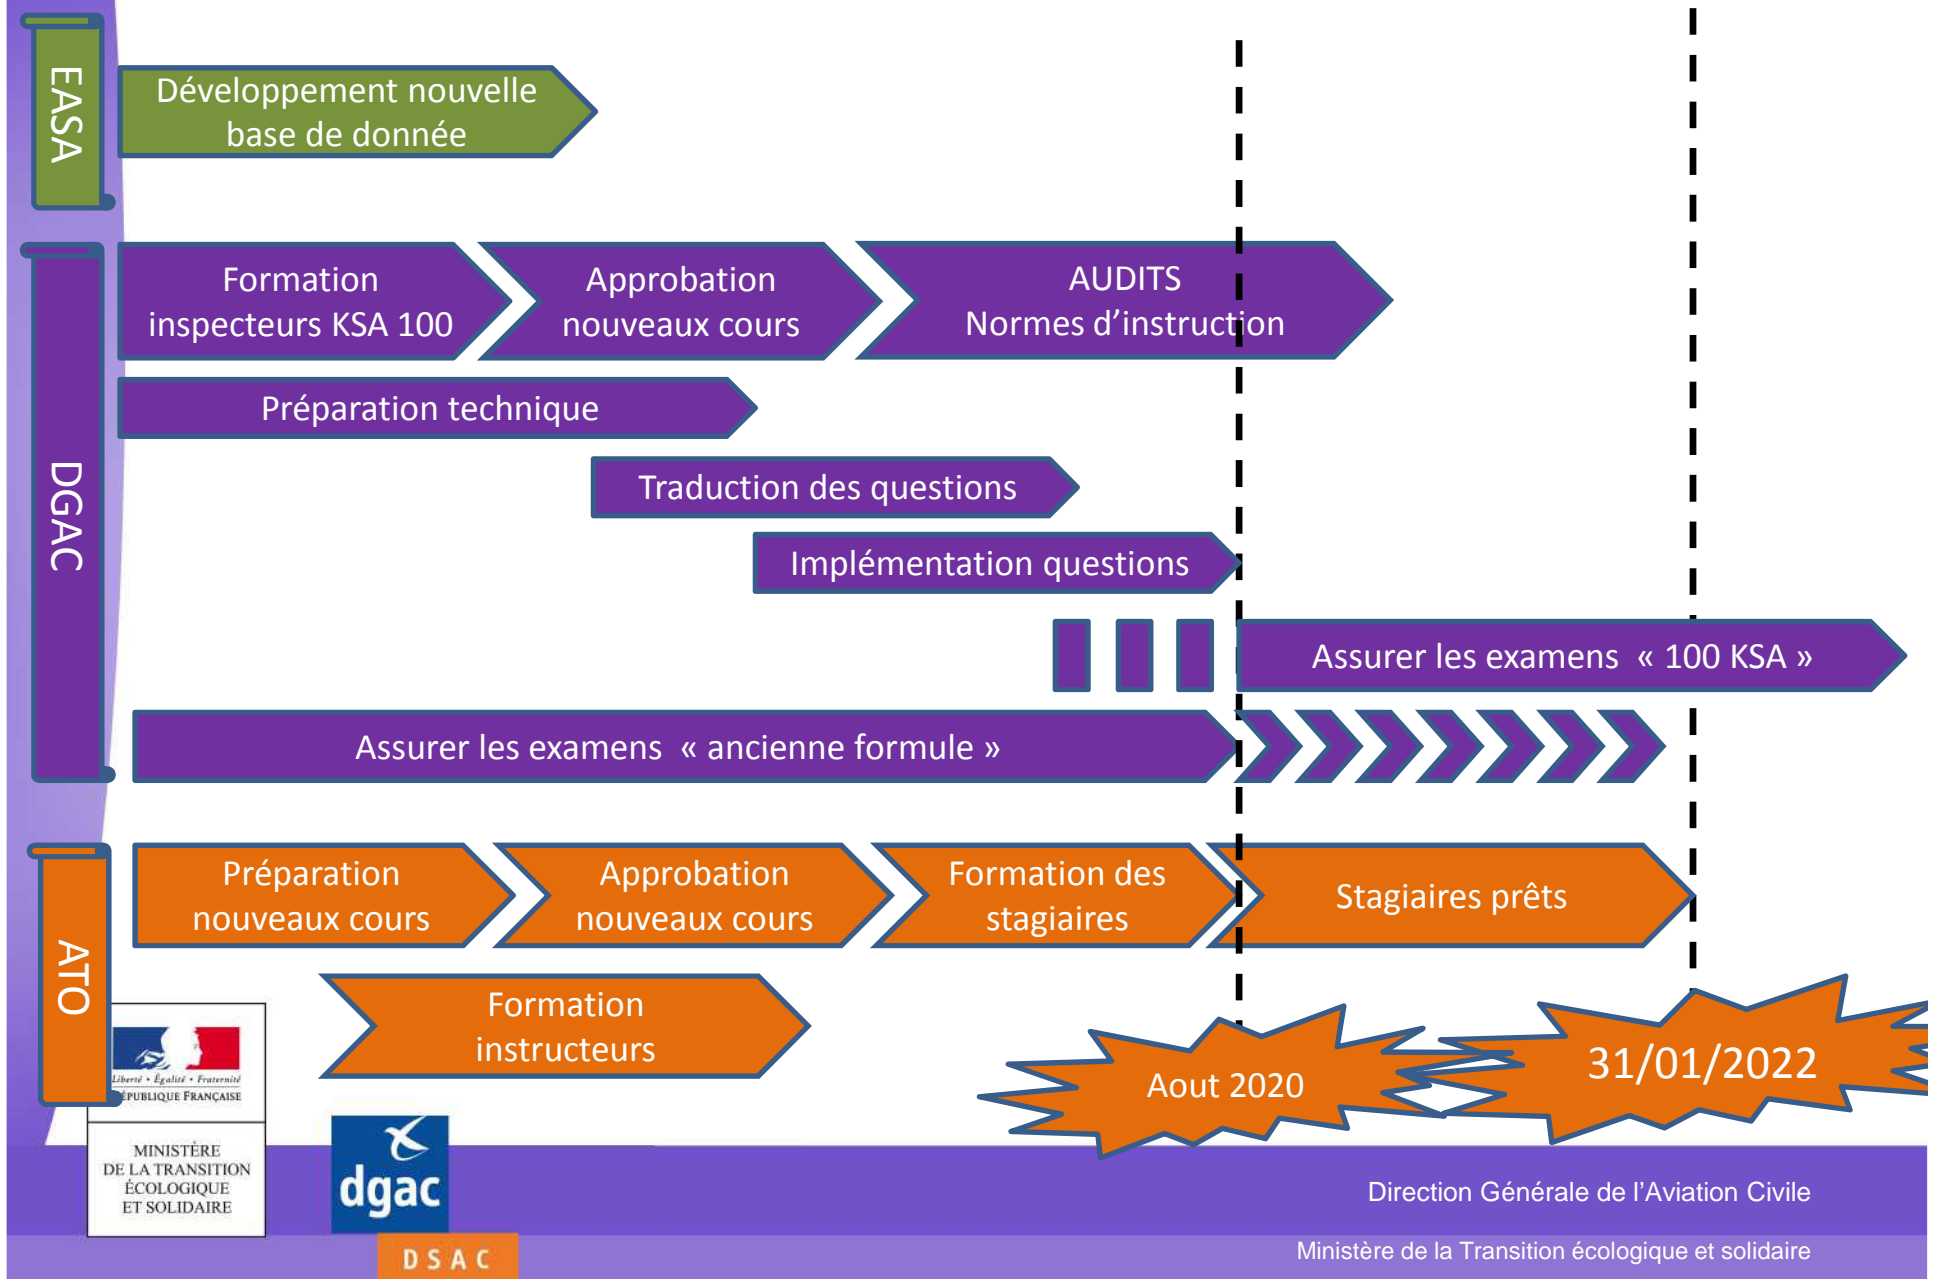 EASA
Développement nouvelle
base de donnée
DGAC
Formation
inspecteurs KSA 100
Approbation
nouveaux cours
AUDITS
Normes d’instruction
Préparation technique
Traduction des questions
Implémentation questions
Assurer les examens « 100 KSA »
Assurer les examens « ancienne formule »
ATO
Préparation
nouveaux cours
Approbation
nouveaux cours
Formation des
stagiaires
Stagiaires prêts
Formation
instructeurs
Aout 2020
31/01/2022
Liberté • Égalité • Fraternité
RÉPUBLIQUE FRANÇAISE
MINISTÈRE
DE LA TRANSITION
ÉCOLOGIQUE
ET SOLIDAIRE
dgac
DSAC
Direction Générale de l’Aviation Civile
Ministère de la Transition écologique et solidaire